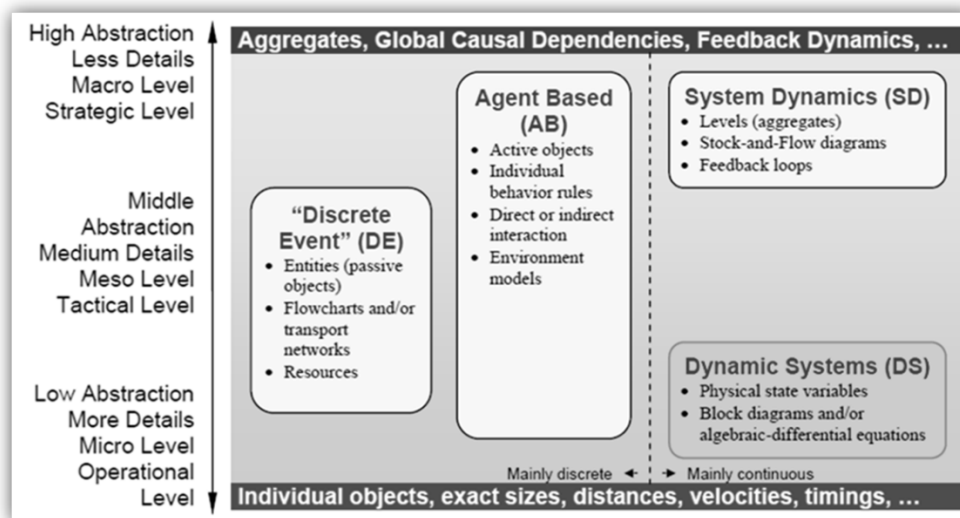 High Abstraction
Less Details
Macro Level
Strategic Level
Middle
Abstraction
Medium Details
Meso Level
Tactical Level
Low Abstraction
More Details
Micro Level
Operational
Level
Aggregates, Global Causal Dependencies, Feedback Dynamics, …
“Discrete
Event” (DE)
• Entities (passive
objects)
• Flowcharts and/or
transport
networks
• Resources
Agent Based
(AB)
• Active objects
• Individual
behavior rules
• Direct or indirect
interaction
• Environment
models
System Dynamics (SD)
• Levels (aggregates)
• Stock-and-Flow diagrams
• Feedback loops
Dynamic Systems (DS)
• Physical state variables
• Block diagrams and/or
algebraic-differential equations
Mainly discrete
Mainly continuous
Individual objects, exact sizes, distances, velocities, timings, …